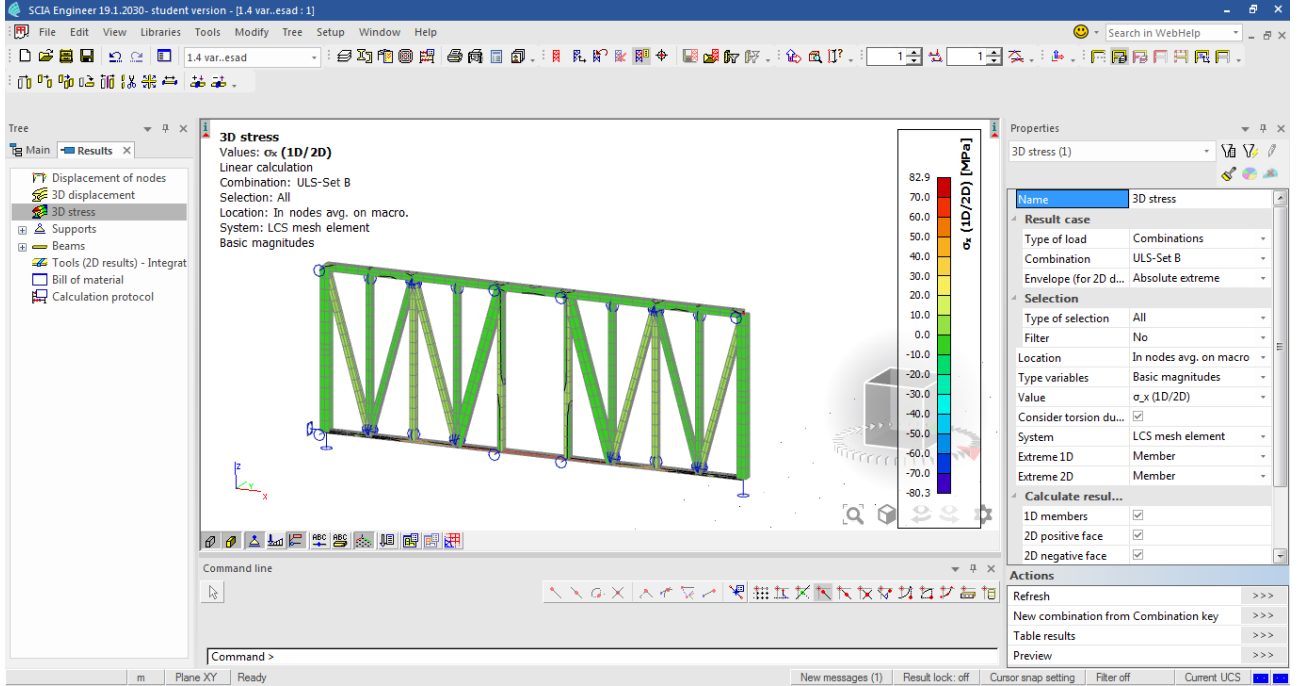 SCIA Engineer 19.1.2030- student version - [1.4 var..esad : 1]
File Edit View Libraries Tools Modify Tree Setup Window Help
Search in WebHelp
1.4 var..esad
1
1
Tree
Main Results
Displacement of nodes
3D displacement
3D stress
Supports
Beams
Tools (2D results) - Integrat
Bill of material
Calculation protocol
3D stress
Values: σx (1D/2D)
Linear calculation
Combination: ULS-Set B
Selection: All
Location: In nodes avg. on macro.
System: LCS mesh element
Basic magnitudes
σx (1D/2D) [MPa]
82.9
70.0
60.0
50.0
40.0
30.0
20.0
10.0
0.0
-10.0
-20.0
-30.0
-40.0
-50.0
-60.0
-70.0
-80.3
z
y
x
ABC
ABC
Command line
Command >
Properties
3D stress (1)
Name 3D stress
Result case
Type of load Combinations
Combination ULS-Set B
Envelope (for 2D d... Absolute extreme
Selection
Type of selection All
Filter No
Location In nodes avg. on macro
Type variables Basic magnitudes
Value σ_x (1D/2D)
Consider torsion du...
System LCS mesh element
Extreme 1D Member
Extreme 2D Member
Calculate resul...
1D members
2D positive face
2D negative face
Actions
Refresh >>>
New combination from Combination key >>>
Table results >>>
Preview >>>
m Plane XY Ready New messages (1) Result lock: off Cursor snap setting Filter off Current UCS